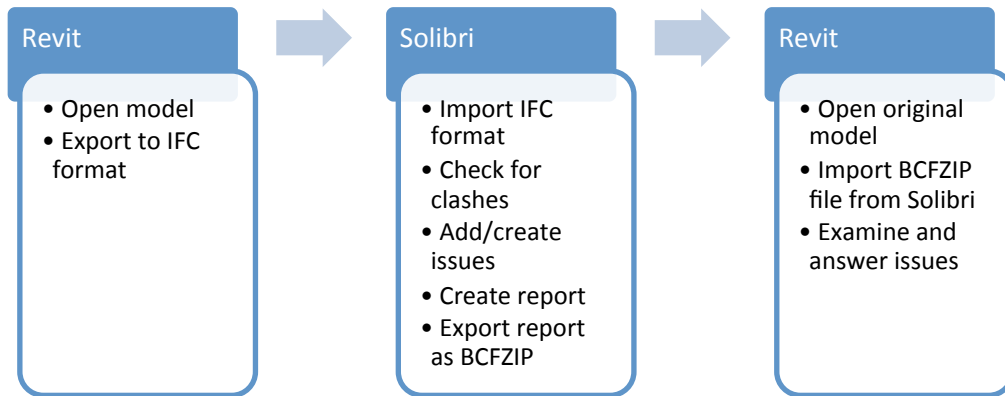 Revit
• Open model
• Export to IFC
format
Solibri
• Import IFC
format
• Check for
clashes
• Add/create
issues
• Create report
• Export report
as BCFZIP
Revit
• Open original
model
• Import BCFZIP
file from Solibri
• Examine and
answer issues